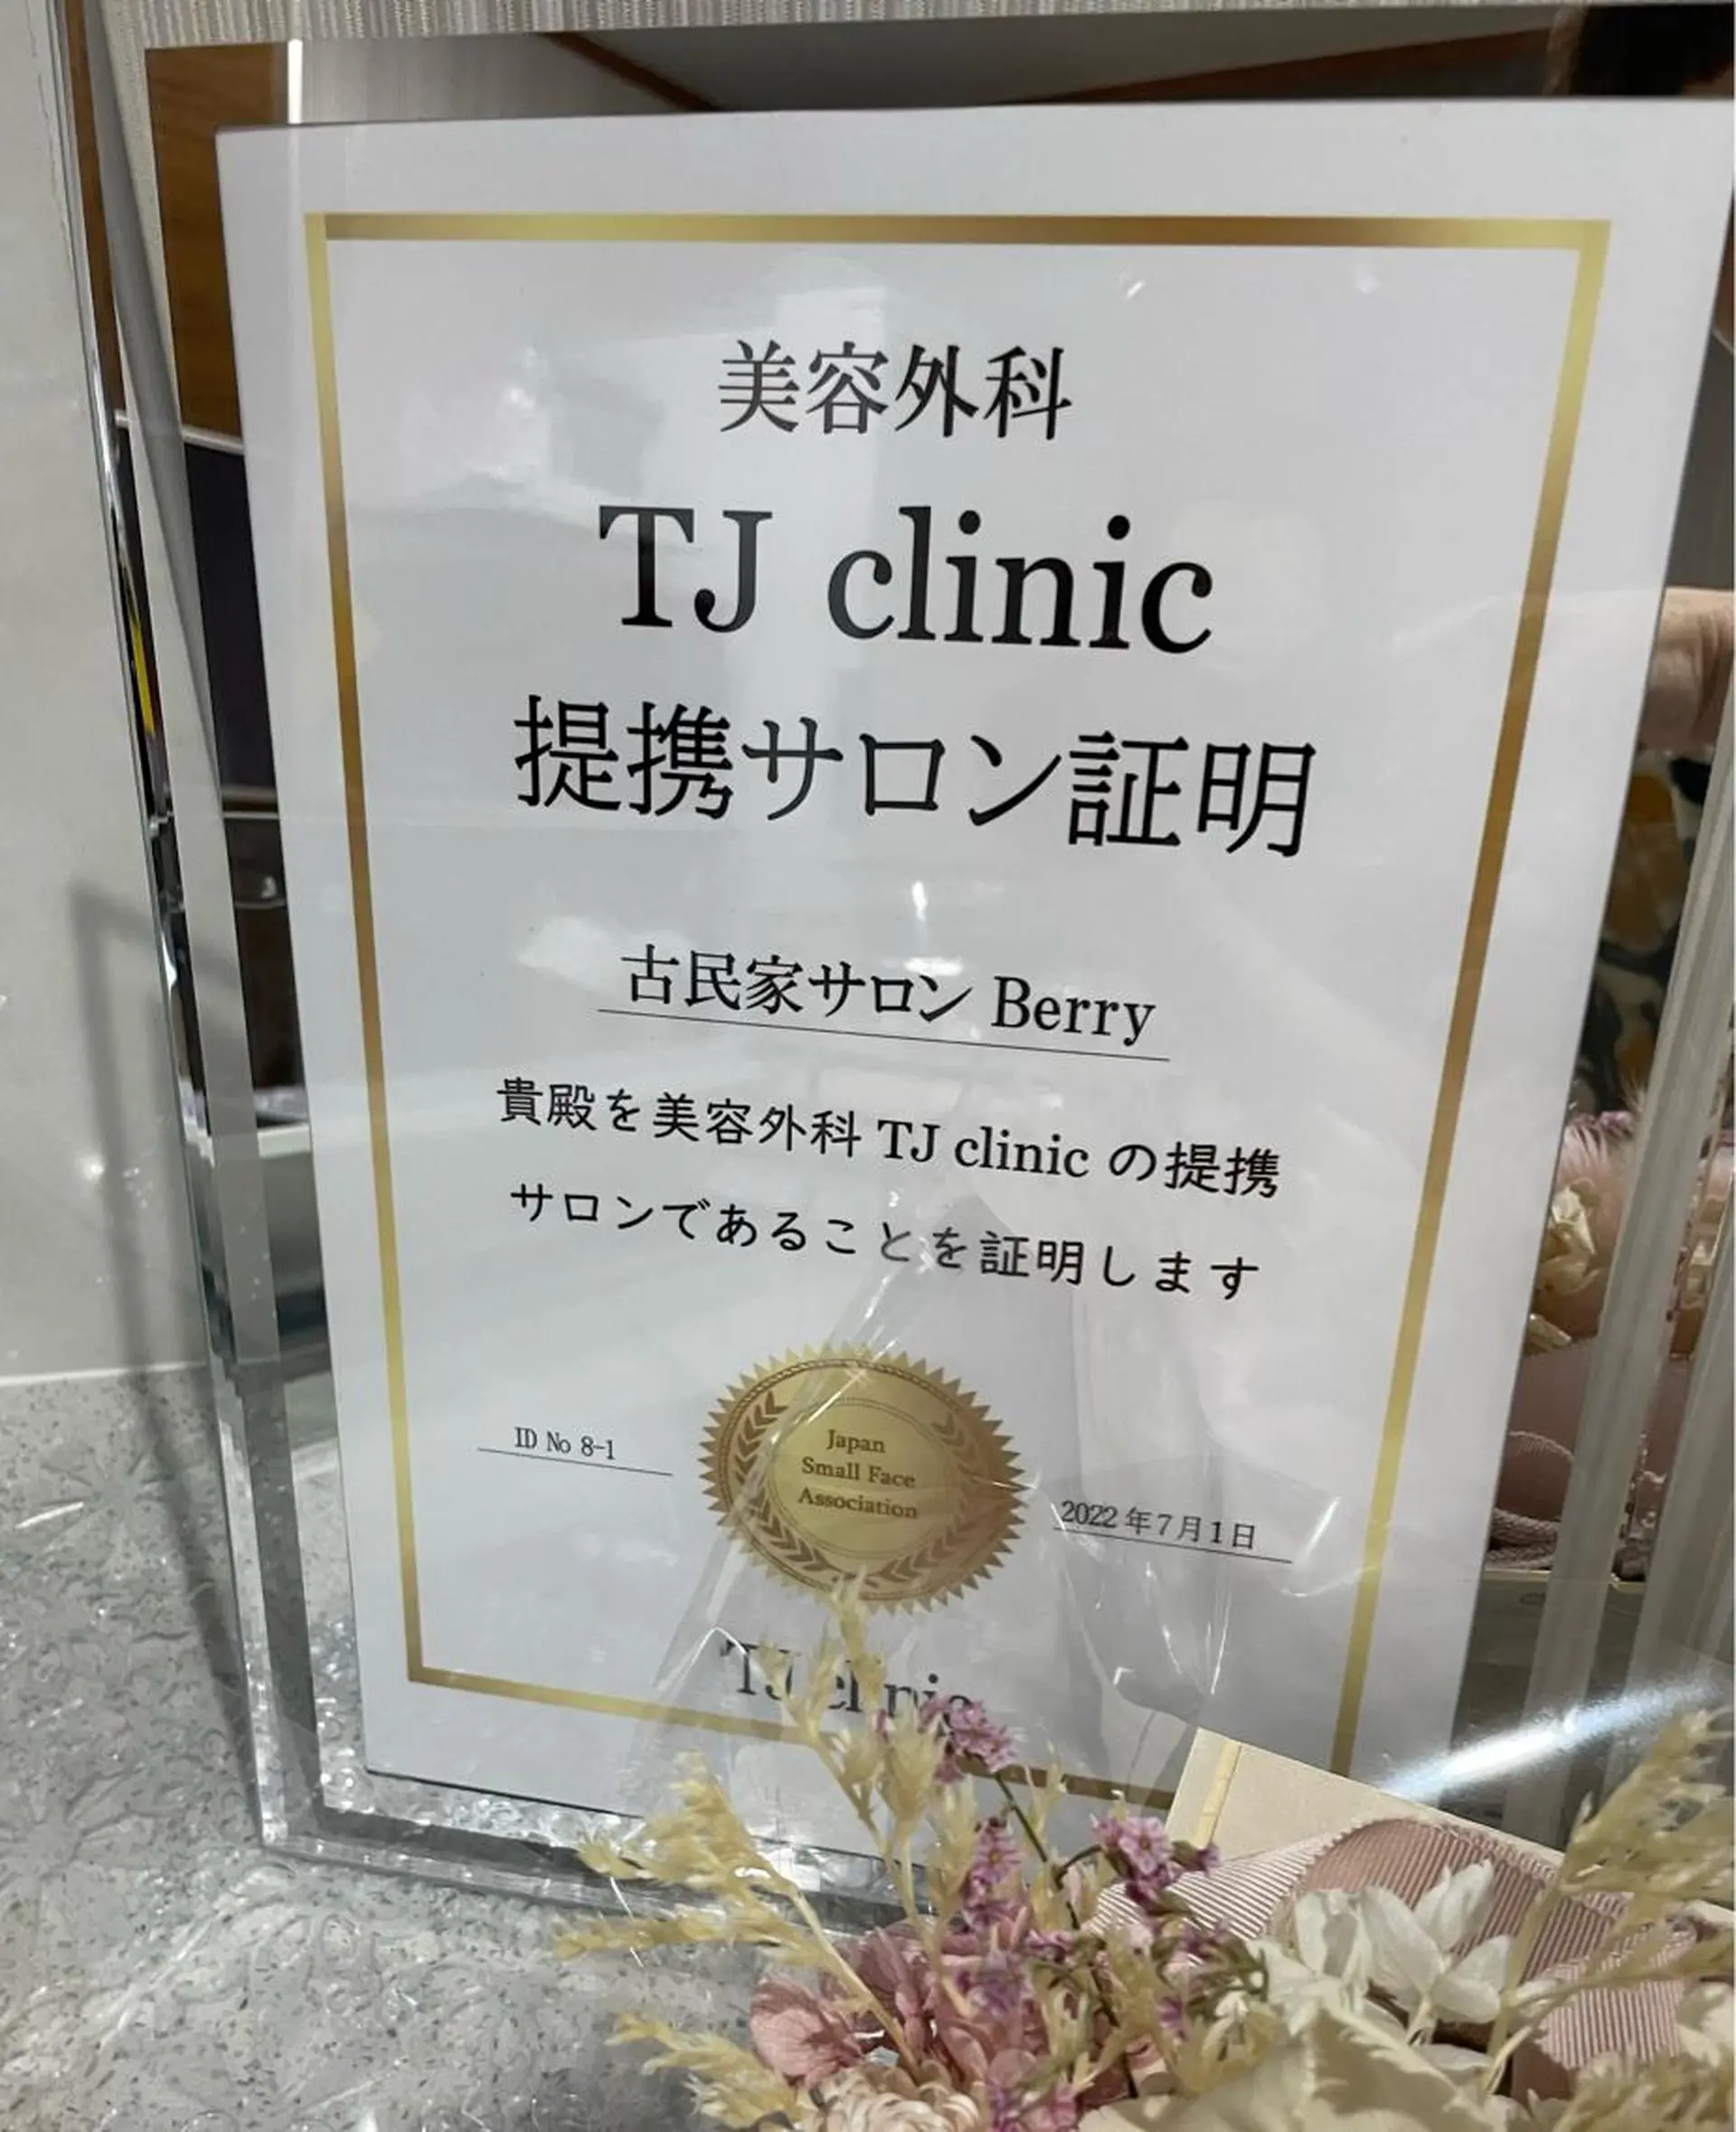 美容外科
TJ clinic
提携サロン証明
古民家サロン Berry
貴殿を美容外科 TJ clinic の提携
サロンであることを証明します
ID No 8-1
Japan
Small Face
Association
2022年7月1日
TJ clinic